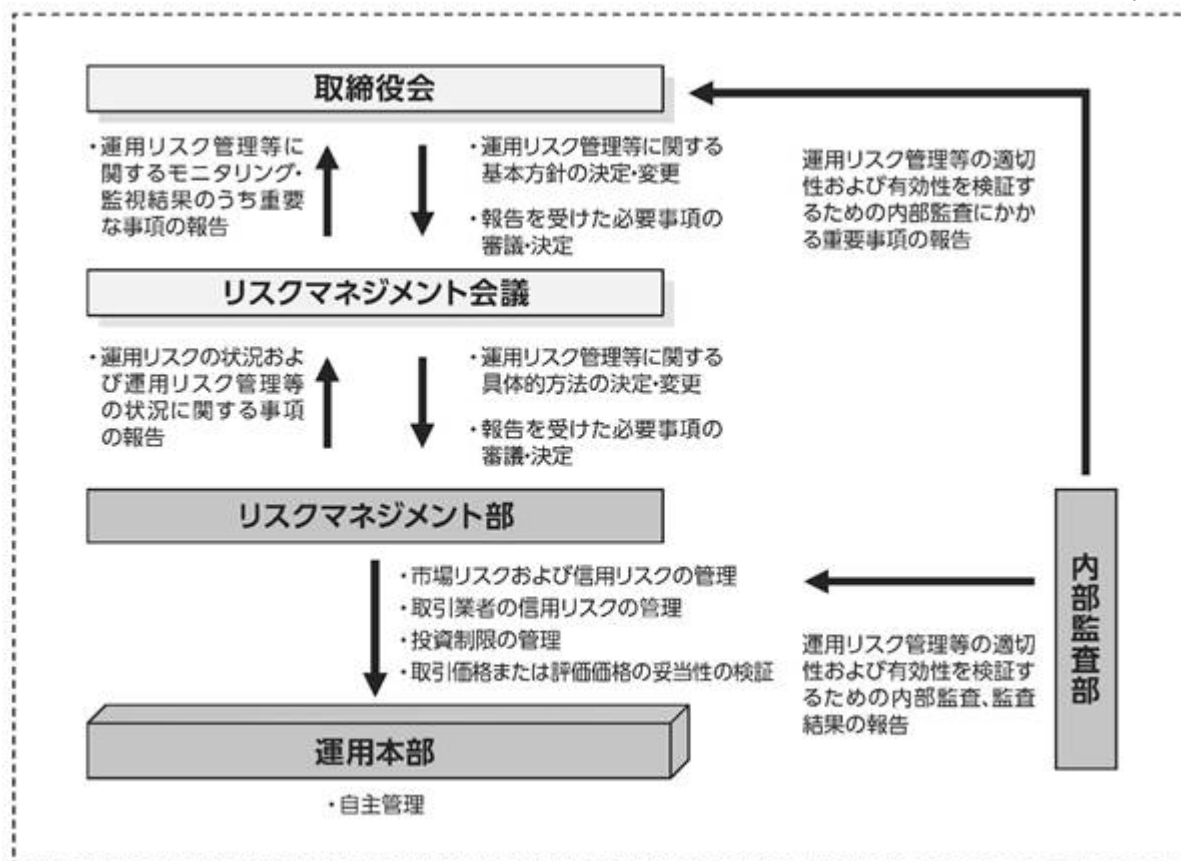 取締役会
・運用リスク管理等に
関するモニタリング・
監視結果のうち重要
な事項の報告
・運用リスク管理等に関する
基本方針の決定・変更
・報告を受けた必要事項の
審議・決定
運用リスク管理等の適切
性および有効性を検証す
るための内部監査にかか
る重要事項の報告
リスクマネジメント会議
・運用リスクの状況およ
び運用リスク管理等
の状況に関する事項
の報告
・運用リスク管理等に関する
具体的方法の決定・変更
・報告を受けた必要事項の
審議・決定
リスクマネジメント部
・市場リスクおよび信用リスクの管理
・取引業者の信用リスクの管理
・投資制限の管理
・取引価格または評価価格の妥当性の検証
内部監査部
運用リスク管理等の適切
性および有効性を検証す
るための内部監査、監査
結果の報告
運用本部
・自主管理